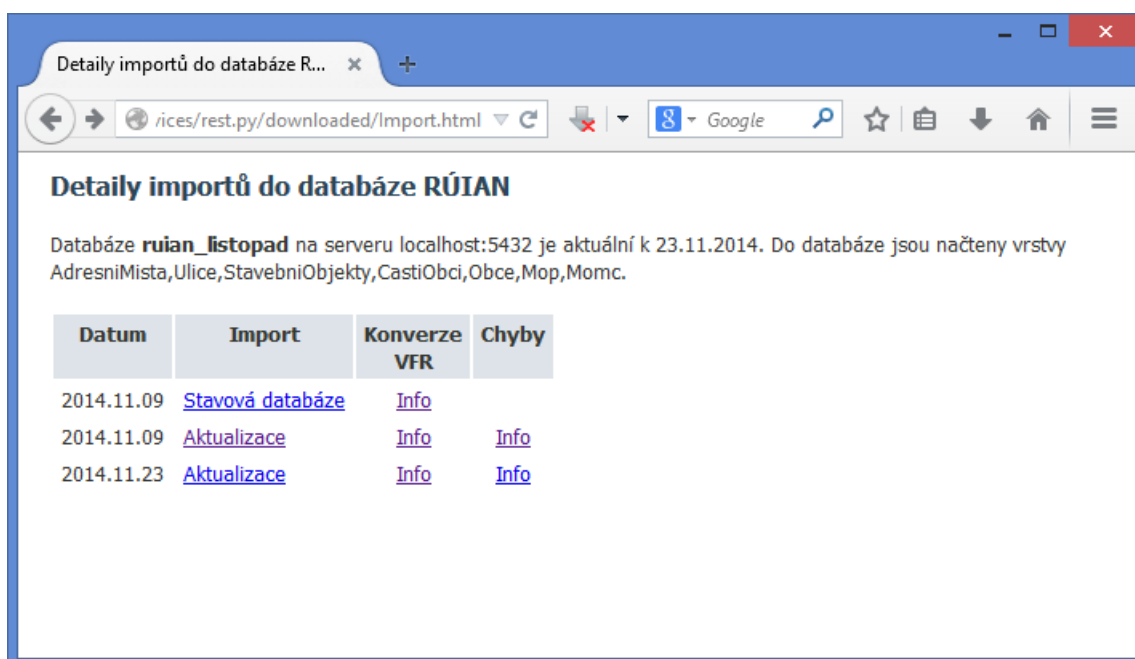 Detaily importů do databáze R...
ices/rest.py/downloaded/Import.html
8 Google
Detaily importů do databáze RÚIAN
Databáze ruian_listopad na serveru localhost:5432 je aktuální k 23.11.2014. Do databáze jsou načteny vrstvy
AdresniMista,Ulice,StavebniObjekty,CastiObci,Obce,Mop,Momc.
Datum Import Konverze Chyby
VFR
2014.11.09 Stavová databáze Info
2014.11.09 Aktualizace Info Info
2014.11.23 Aktualizace Info Info